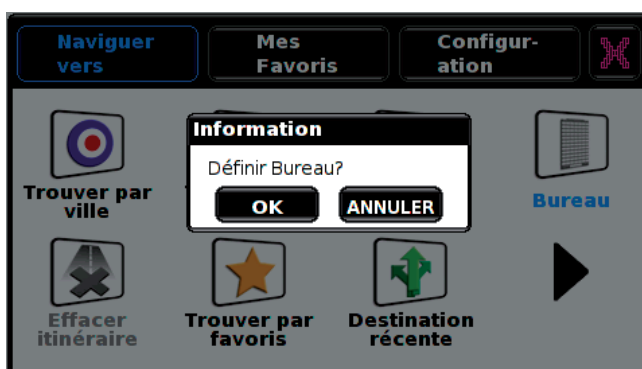 Naviguer
vers
Mes
Favoris
Configur-
ation
Information
Définir Bureau?
OK
ANNULER
Trouver par
ville
Bureau
Effacer
itinéraire
Trouver par
favoris
Destination
récente